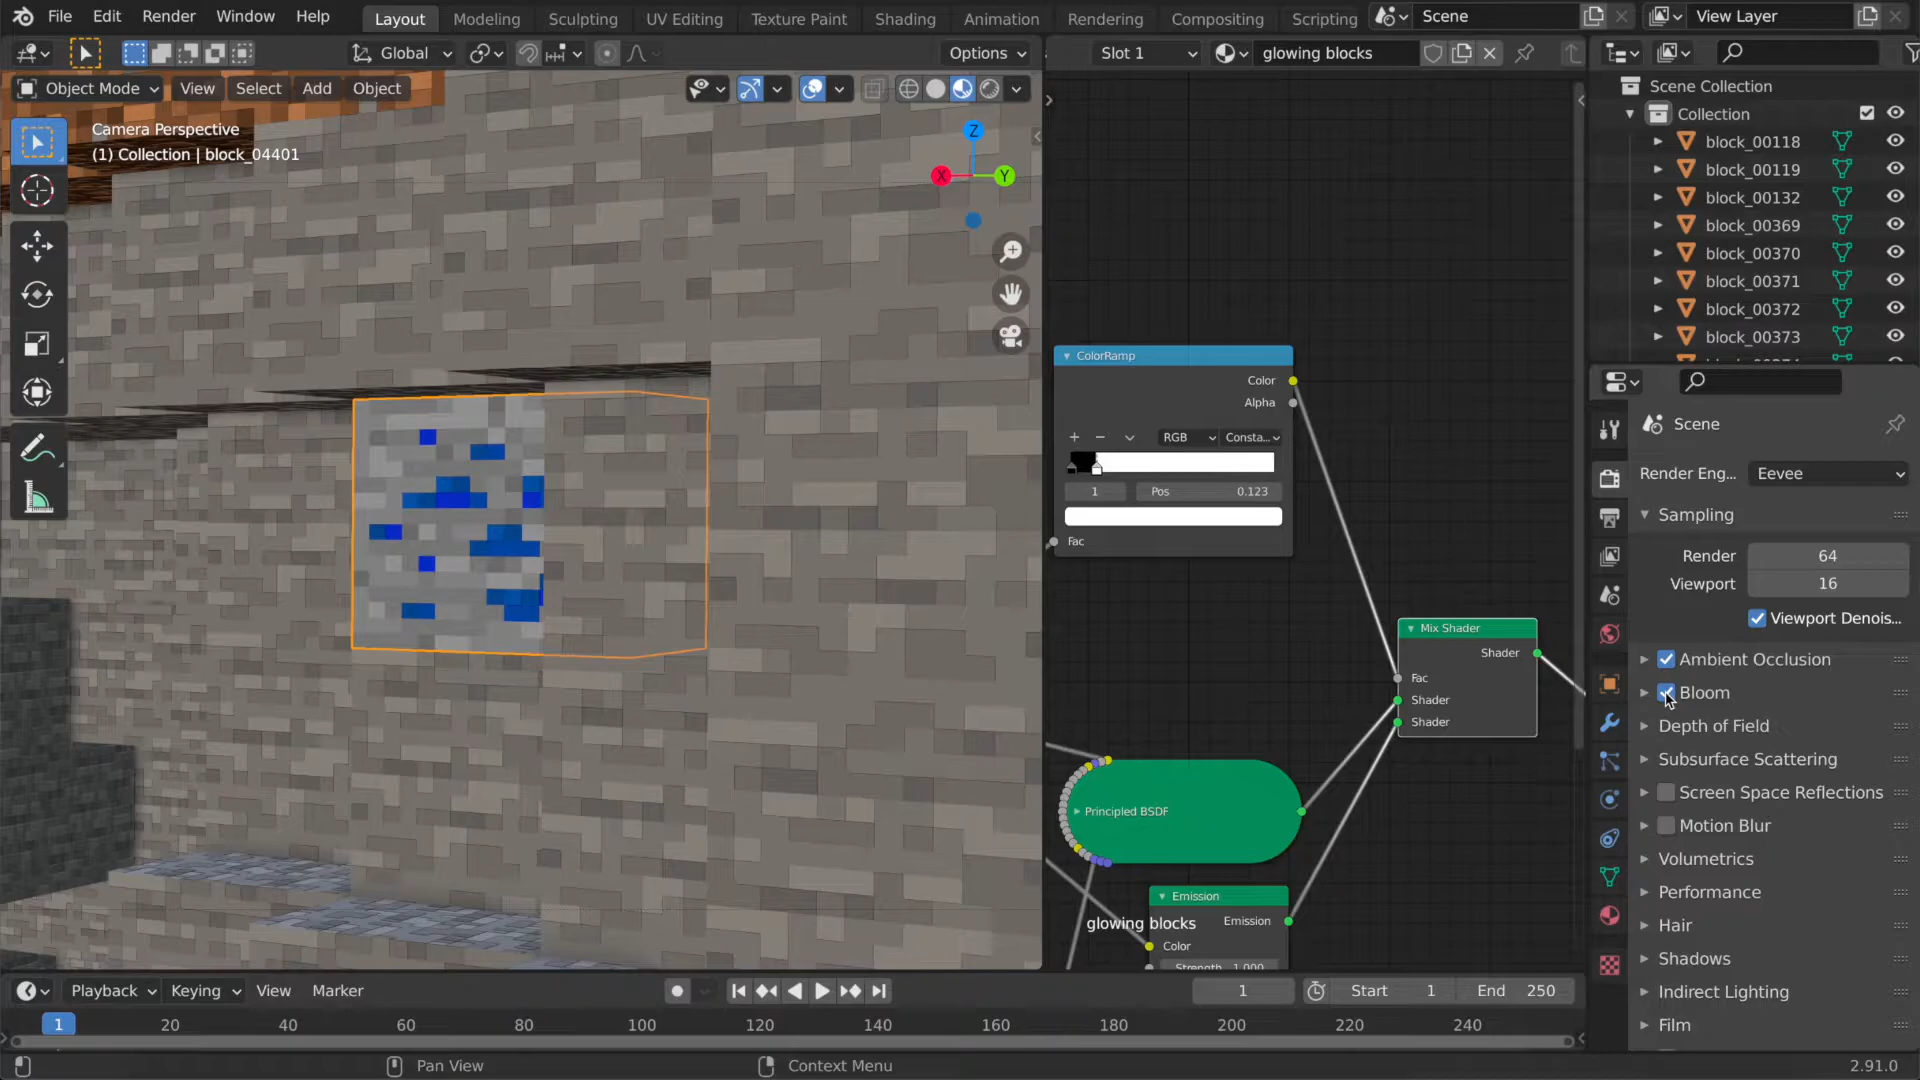 File Edit Render Window Help
Layout Modeling Sculpting UV Editing Texture Paint Shading Animation Rendering Compositing Scripting
Scene
View Layer
Global
Options
Slot 1
glowing blocks
Object Mode View Select Add Object
Camera Perspective
(1) Collection | block_04401
Z
X
Y
Scene Collection
Collection
block_00118
block_00119
block_00132
block_00369
block_00370
block_00371
block_00372
block_00373
ColorRamp
Color
Alpha
RGB
Consta...
1
Pos 0.123
Fac
Mix Shader
Shader
Fac
Shader
Shader
Principled BSDF
Emission
Emission
glowing blocks
Color
Strength 1.000
Scene
Render Eng... Eevee
Sampling
Render 64
Viewport 16
Viewport Denois...
Ambient Occlusion
Bloom
Depth of Field
Subsurface Scattering
Screen Space Reflections
Motion Blur
Volumetrics
Performance
Hair
Shadows
Indirect Lighting
Film
Playback Keying View Marker
1
Start 1
End 250
1 20 40 60 80 100 120 140 160 180 200 220 240
Pan View
Context Menu
2.91.0